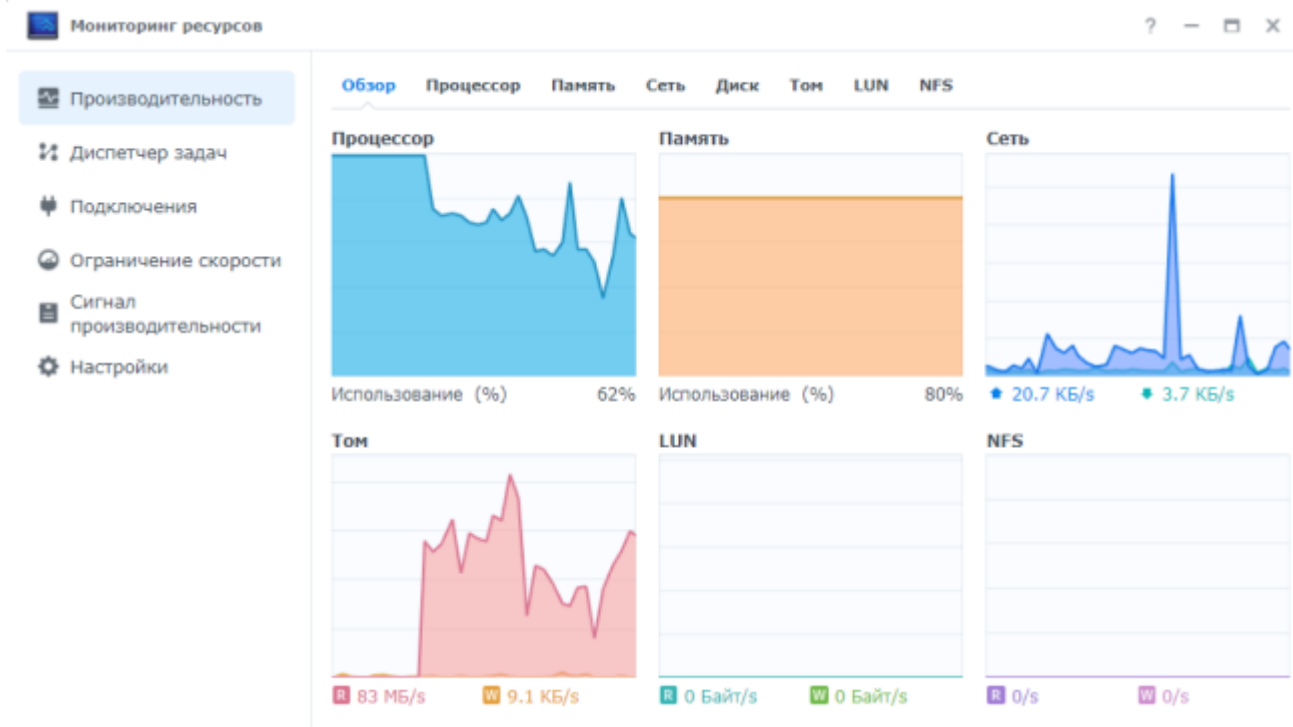 Мониторинг ресурсов
?
Производительность
Диспетчер задач
Подключения
Ограничение скорости
Сигнал
производительности
Настройки
Обзор Процессор Память Сеть Диск Том LUN NFS
Процессор Память Сеть
Использование (%) 62% Использование (%) 80% 20.7 КБ/s 3.7 КБ/s
Том LUN NFS
R 83 МБ/s W 9.1 КБ/s R 0 Байт/s W 0 Байт/s R 0/s W 0/s